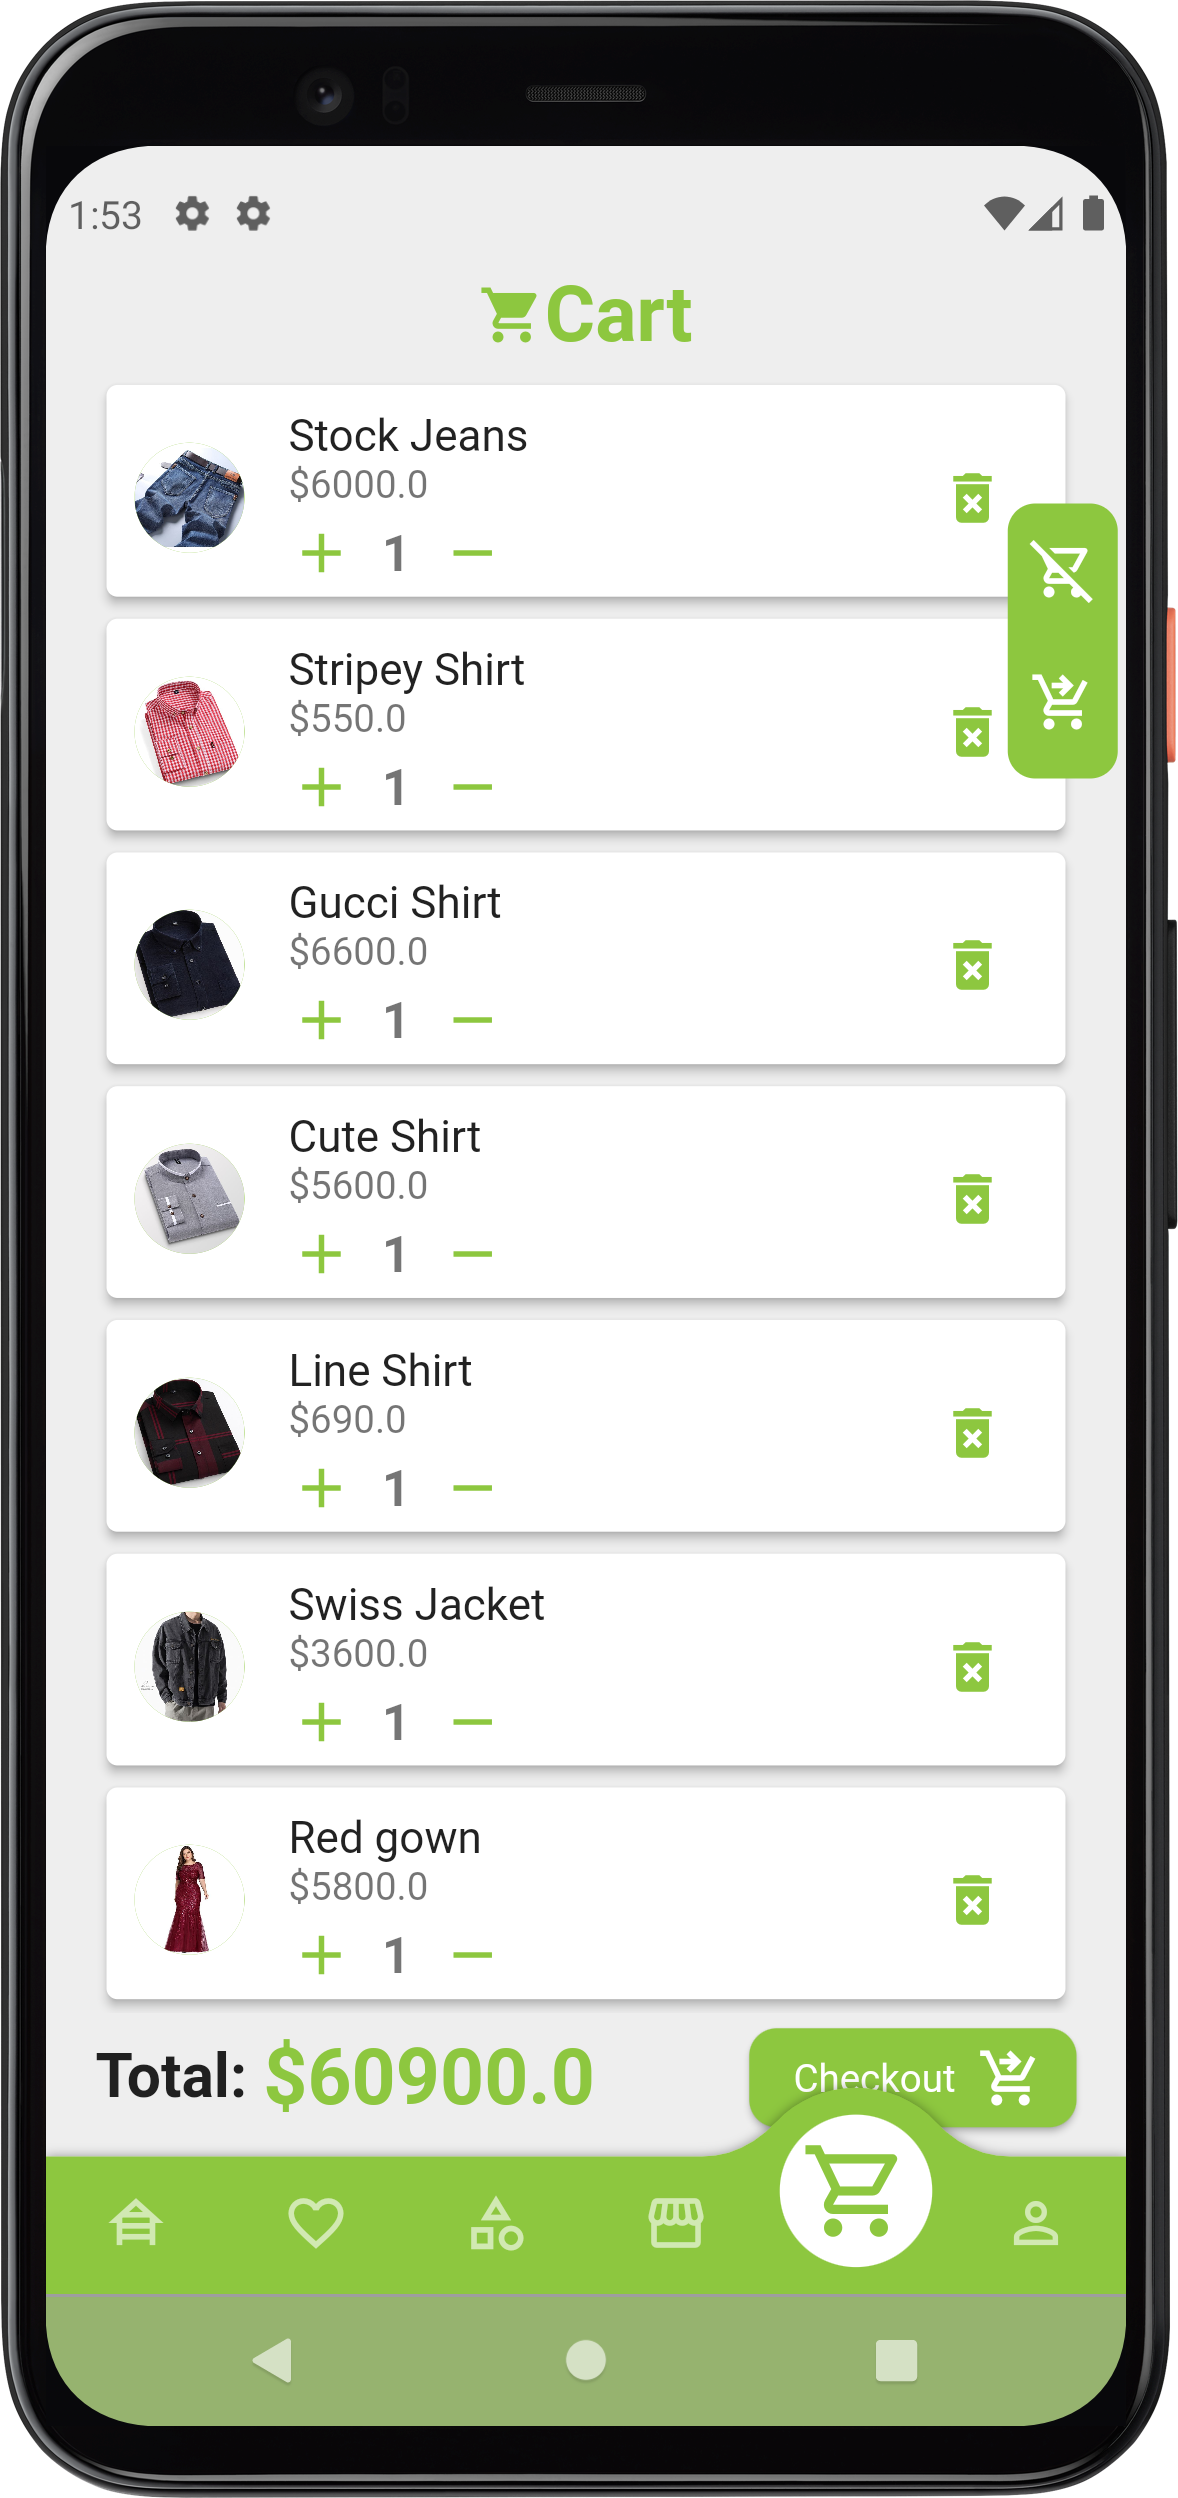 1:53
Cart
Stock Jeans
$6000.0
+ 1 −
Stripey Shirt
$550.0
+ 1 −
Gucci Shirt
$6600.0
+ 1 −
Cute Shirt
$5600.0
+ 1 −
Line Shirt
$690.0
+ 1 −
Swiss Jacket
$3600.0
+ 1 −
Red gown
$5800.0
+ 1 −
Total: $60900.0
Checkout